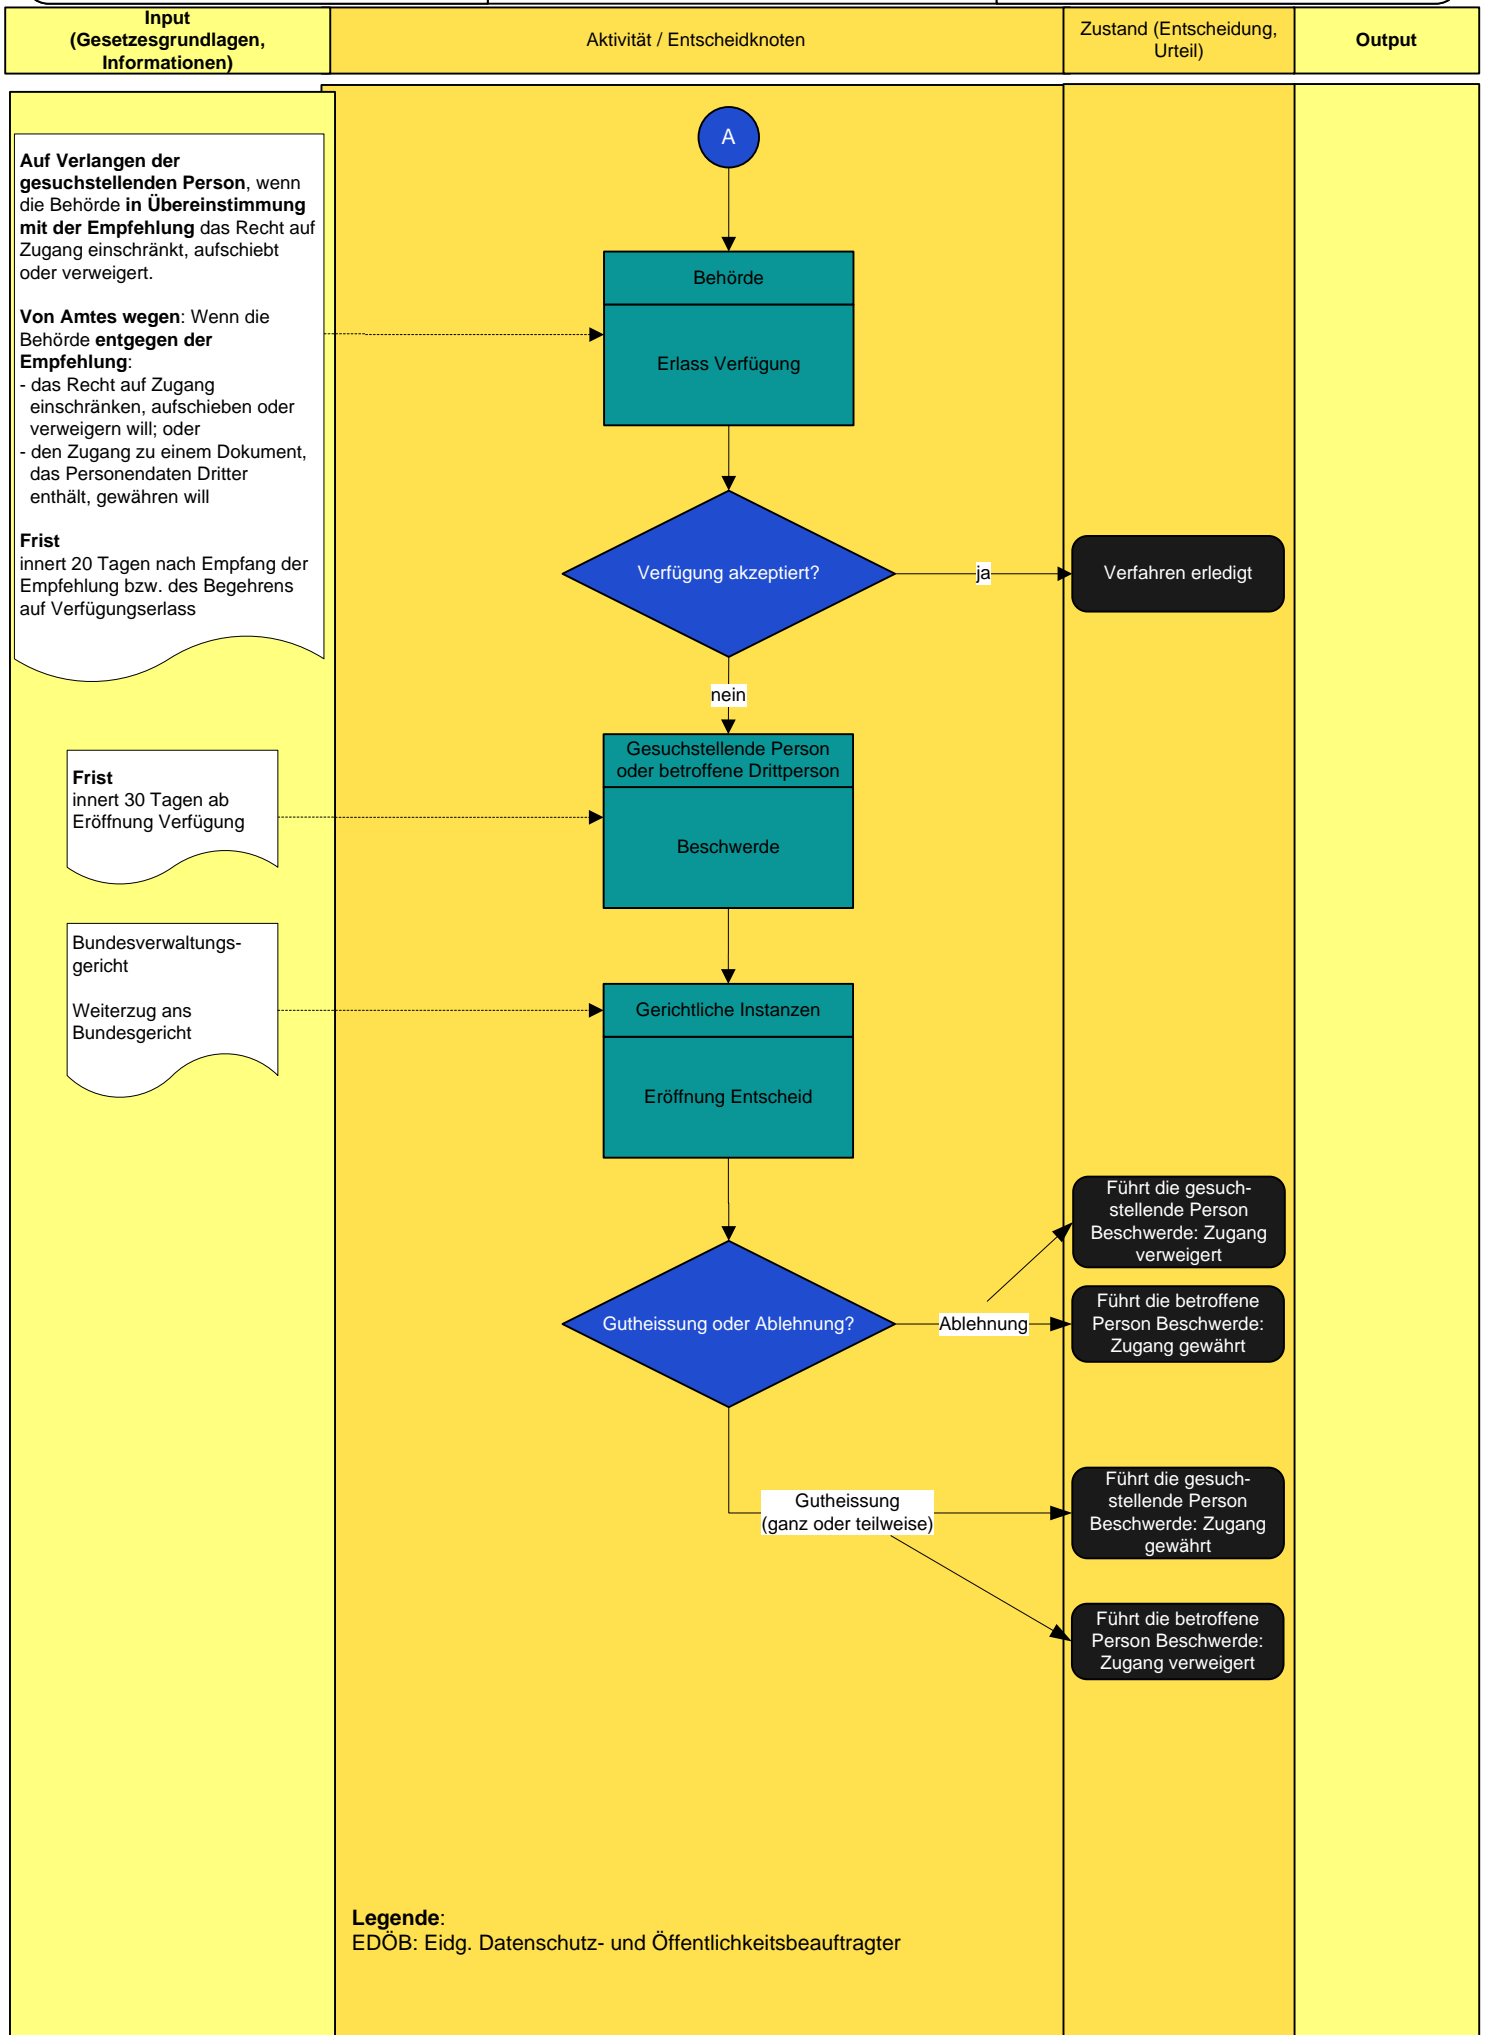 Input
(Gesetzesgrundlagen,
Informationen)
Aktivität / Entscheidknoten
Zustand (Entscheidung,
Urteil)
Output
A
Auf Verlangen der
gesuchstellenden Person, wenn
die Behörde in Übereinstimmung
mit der Empfehlung das Recht auf
Zugang einschränkt, aufschiebt
oder verweigert.
Von Amtes wegen: Wenn die
Behörde entgegen der
Empfehlung:
- das Recht auf Zugang
einschränken, aufschieben oder
verweigern will; oder
- den Zugang zu einem Dokument,
das Personendaten Dritter
enthält, gewähren will
Frist
innert 20 Tagen nach Empfang der
Empfehlung bzw. des Begehrens
auf Verfügungserlass
Behörde
Erlass Verfügung
Verfügung akzeptiert?
ja
Verfahren erledigt
nein
Gesuchstellende Person
oder betroffene Drittperson
Beschwerde
Frist
innert 30 Tagen ab
Eröffnung Verfügung
Bundesverwaltungs-
gericht
Weiterzug ans
Bundesgericht
Gerichtliche Instanzen
Eröffnung Entscheid
Gutheissung oder Ablehnung?
Ablehnung
Führt die gesuch-
stellende Person
Beschwerde: Zugang
verweigert
Führt die betroffene
Person Beschwerde:
Zugang gewährt
Gutheissung
(ganz oder teilweise)
Führt die gesuch-
stellende Person
Beschwerde: Zugang
gewährt
Führt die betroffene
Person Beschwerde:
Zugang verweigert
Legende:
EDÖB: Eidg. Datenschutz- und Öffentlichkeitsbeauftragter